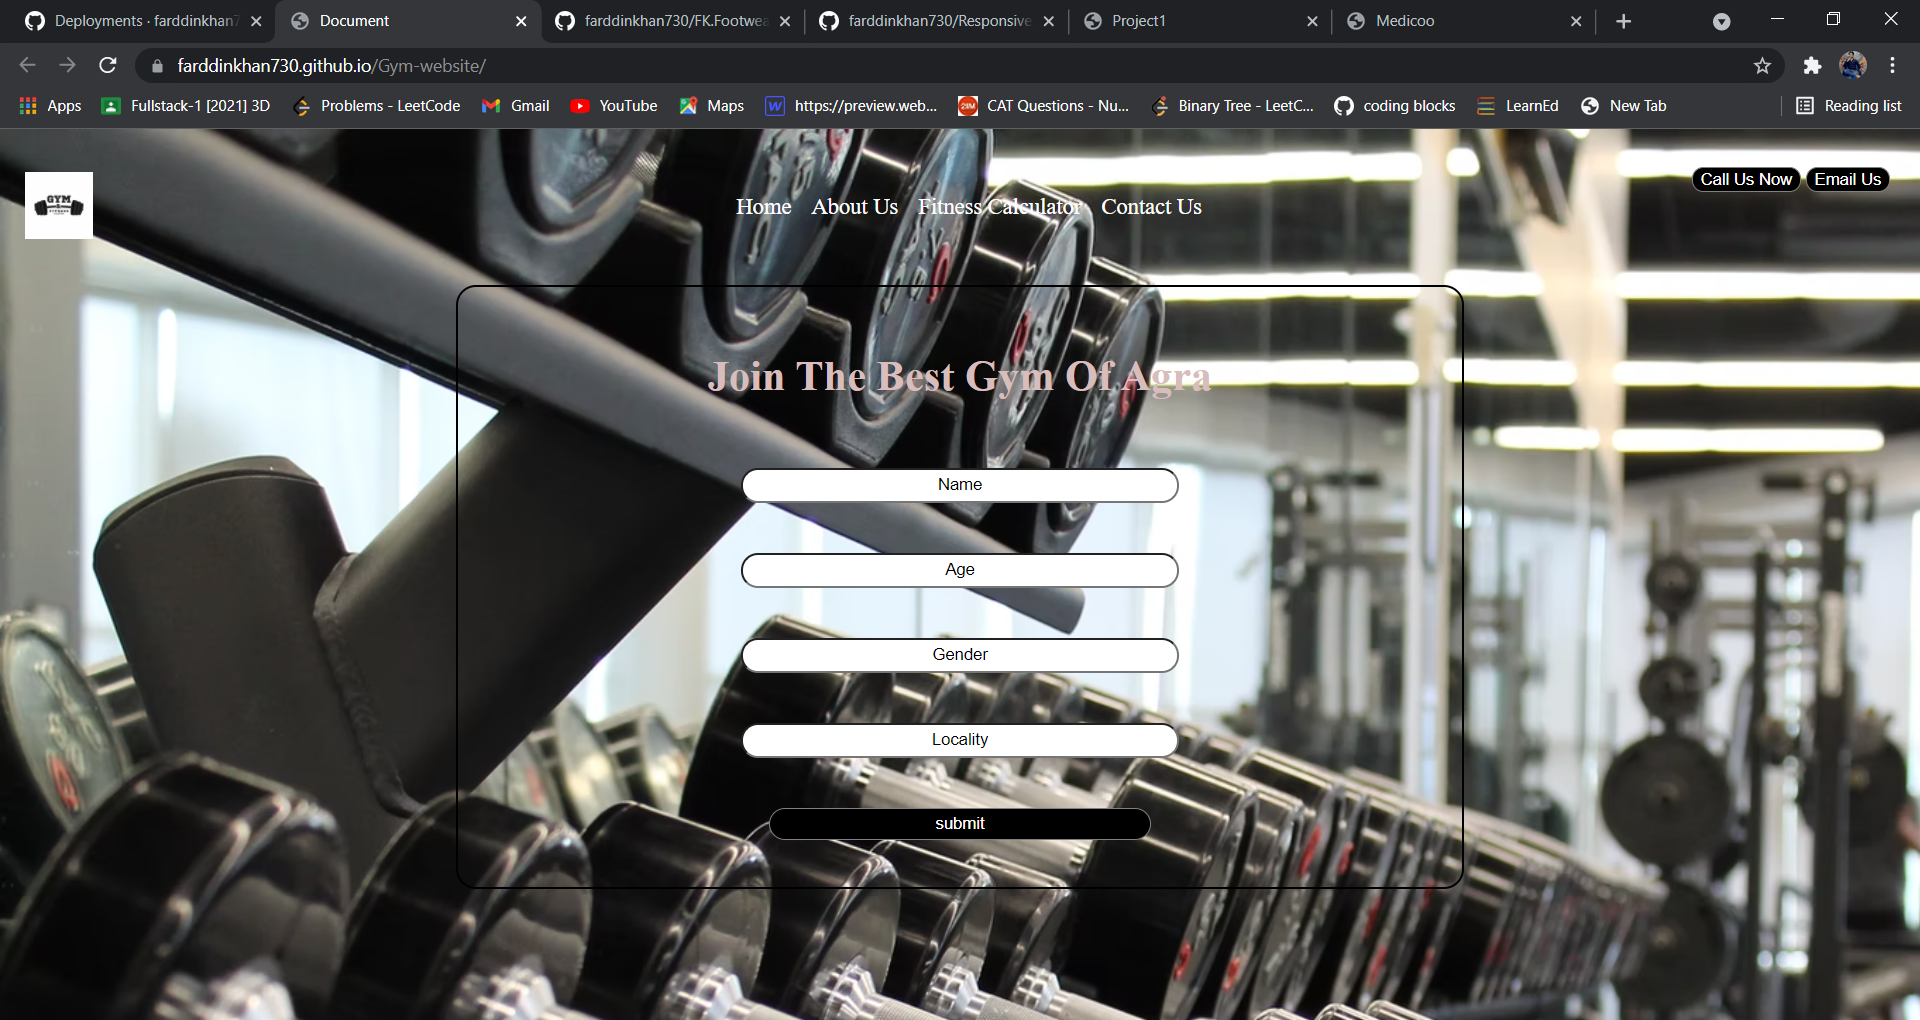 Deployments · farddinkhan7
Document
farddinkhan730/FK.Footwea
farddinkhan730/Responsive
Project1
Medicoo
farddinkhan730.github.io/Gym-website/
Apps
Fullstack-1 [2021] 3D
Problems - LeetCode
Gmail
YouTube
Maps
https://preview.web...
CAT Questions - Nu...
Binary Tree - LeetC...
coding blocks
LearnEd
New Tab
Reading list
GYM
Call Us Now
Email Us
Home
About Us
Fitness Calculator
Contact Us
Join The Best Gym Of Agra
Name
Age
Gender
Locality
submit